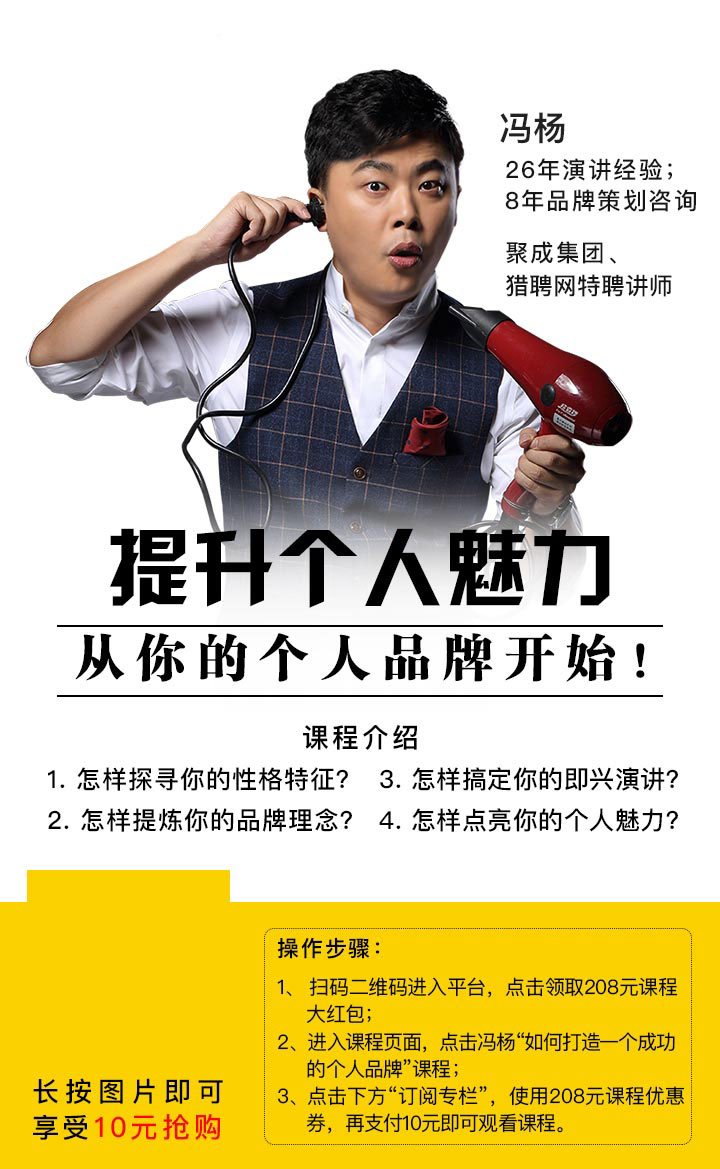 冯杨
26年演讲经验；
8年品牌策划咨询
聚成集团、
猎聘网特聘讲师
提升个人魅力
从你的个人品牌开始！
课程介绍
1. 怎样探寻你的性格特征？
2. 怎样提炼你的品牌理念？
3. 怎样搞定你的即兴演讲？
4. 怎样点亮你的个人魅力？
长按图片即可
享受10元抢购
操作步骤：
1、 扫码二维码进入平台，点击领取208元课程
大红包；
2、进入课程页面，点击冯杨“如何打造一个成功
的个人品牌”课程；
3、点击下方“订阅专栏”，使用208元课程优惠
券，再支付10元即可观看课程。